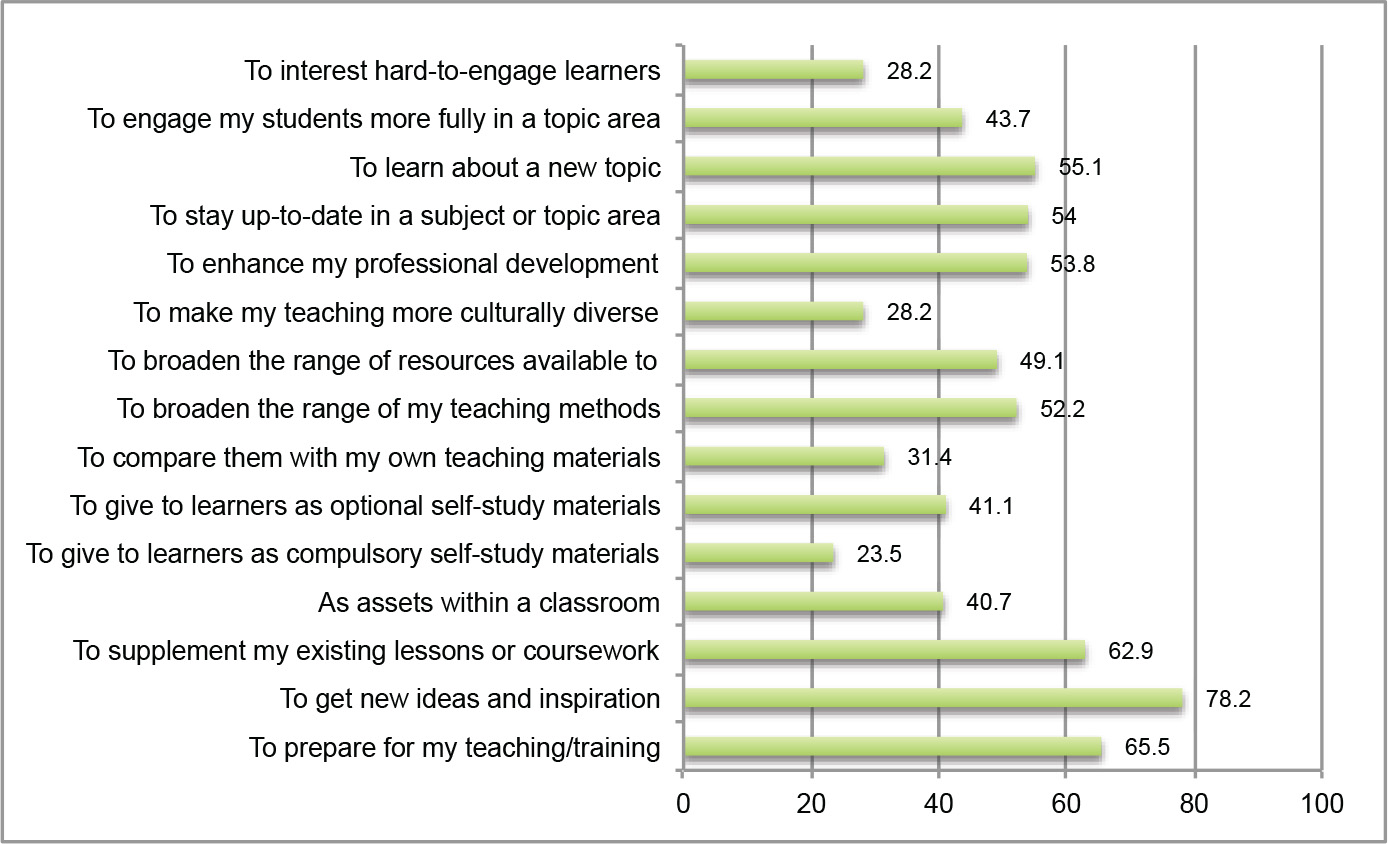 To interest hard-to-engage learners 28.2
To engage my students more fully in a topic area 43.7
To learn about a new topic 55.1
To stay up-to-date in a subject or topic area 54
To enhance my professional development 53.8
To make my teaching more culturally diverse 28.2
To broaden the range of resources available to 49.1
To broaden the range of my teaching methods 52.2
To compare them with my own teaching materials 31.4
To give to learners as optional self-study materials 41.1
To give to learners as compulsory self-study materials 23.5
As assets within a classroom 40.7
To supplement my existing lessons or coursework 62.9
To get new ideas and inspiration 78.2
To prepare for my teaching/training 65.5
0 20 40 60 80 100